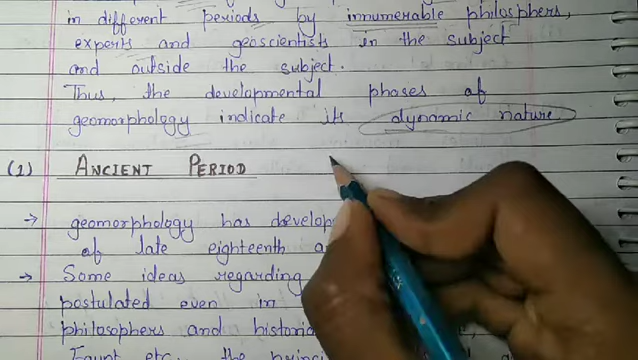 in different periods by innumerable philosophers,
experts and geoscientists in the subject
and outside the subject.
Thus, the developmental phases of
geomorphology indicate its dynamic nature
(1) ANCIENT PERIOD
→ geomorphology has develop
of late eighteenth
→ Some ideas regarding
postulated even in
philosophers and historia
Egypt etc. the